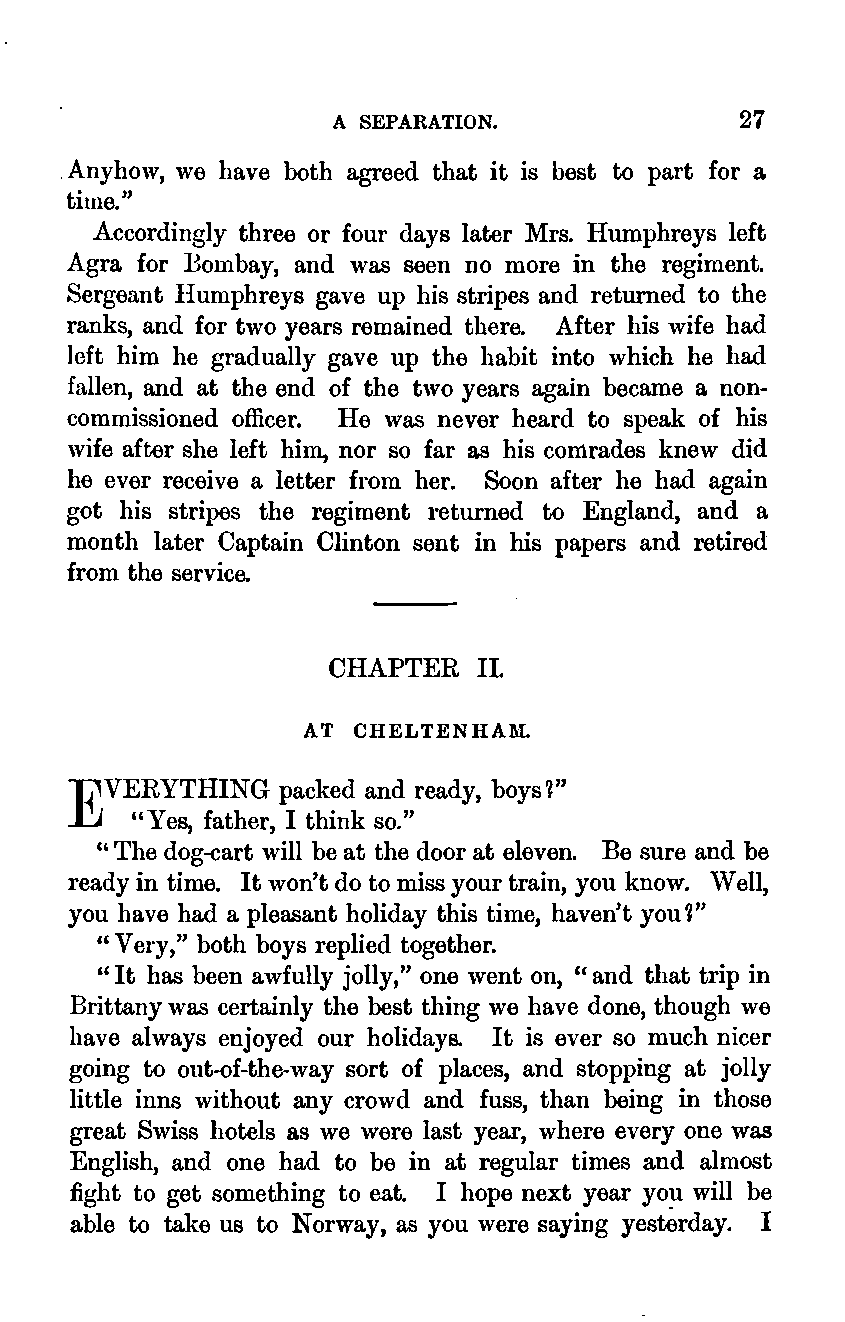 A SEPARATION. 27
Anyhow, we have both agreed that it is best to part for a
time.”
Accordingly three or four days later Mrs. Humphreys left
Agra for Bombay, and was seen no more in the regiment.
Sergeant Humphreys gave up his stripes and returned to the
ranks, and for two years remained there. After his wife had
left him he gradually gave up the habit into which he had
fallen, and at the end of the two years again became a non-
commissioned officer. He was never heard to speak of his
wife after she left him, nor so far as his comrades knew did
he ever receive a letter from her. Soon after he had again
got his stripes the regiment returned to England, and a
month later Captain Clinton sent in his papers and retired
from the service.
CHAPTER II.
AT CHELTENHAM.
EVERYTHING packed and ready, boys?”
“Yes, father, I think so.”
“The dog-cart will be at the door at eleven. Be sure and be
ready in time. It won’t do to miss your train, you know. Well,
you have had a pleasant holiday this time, haven’t you?”
“Very,” both boys replied together.
“It has been awfully jolly,” one went on, “and that trip in
Brittany was certainly the best thing we have done, though we
have always enjoyed our holidays. It is ever so much nicer
going to out-of-the-way sort of places, and stopping at jolly
little inns without any crowd and fuss, than being in those
great Swiss hotels as we were last year, where every one was
English, and one had to be in at regular times and almost
fight to get something to eat. I hope next year you will be
able to take us to Norway, as you were saying yesterday. I